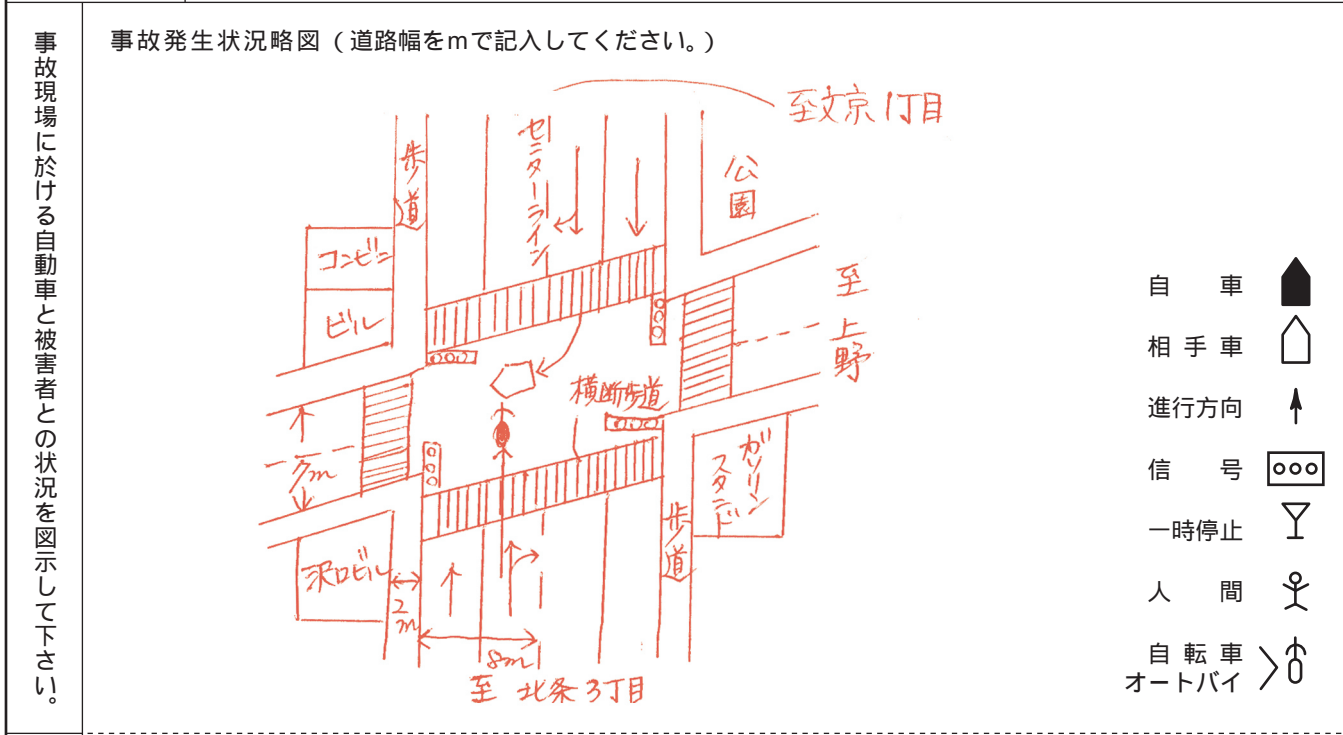 事故現場に於ける自動車と被害者との状況を図示して下さい。
事故発生状況略図(道路幅をmで記入してください。)
至文京1丁目
歩道
センターライン
公園
コンビニ
ビル
至上野
横断歩道
7m
ガソリン
スタンド
沢口ビル
歩道
2m
8m
至 北条3丁目
自 車
相手車
進行方向
信 号
一時停止
人 間
自転車
オートバイ